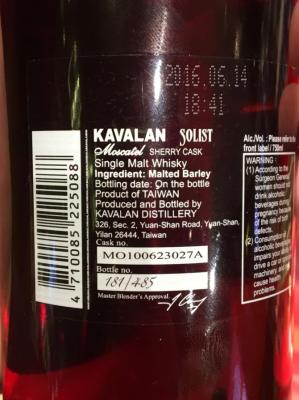 2016.06.14
18:41
KAVALAN SOLIST
Moscatel SHERRY CASK
Single Malt Whisky
Ingredient: Malted Barley
Bottling date: On the bottle
Product of TAIWAN
Produced and Bottled by
KAVALAN DISTILLERY
326, Sec. 2, Yuan-Shan Road, Yuan-Shan,
Yilan 26444, Taiwan
Cask no.
MO100623027A
Bottle no.
181/485
Master Blender's Approval.
4 710085 225088
Alc./Vol. : Please refer to the
front label / 750ml
WARNING :
(1) According to the
Surgeon General
women should not
drink alcoholic
beverages during
pregnancy because
of the risk of birth
defects.
(2) Consumption of
alcoholic beverages
impairs your ability
drive a car or
machinery, and
cause health
problems.